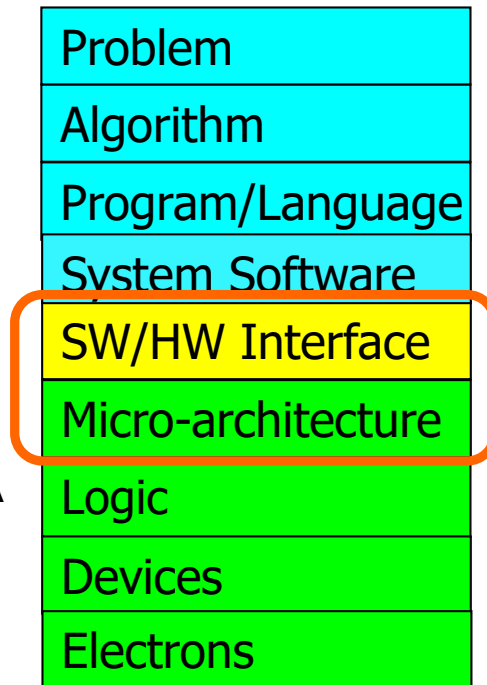 Problem
Algorithm
Program/Language
System Software
SW/HW Interface
Micro-architecture
Logic
Devices
Electrons